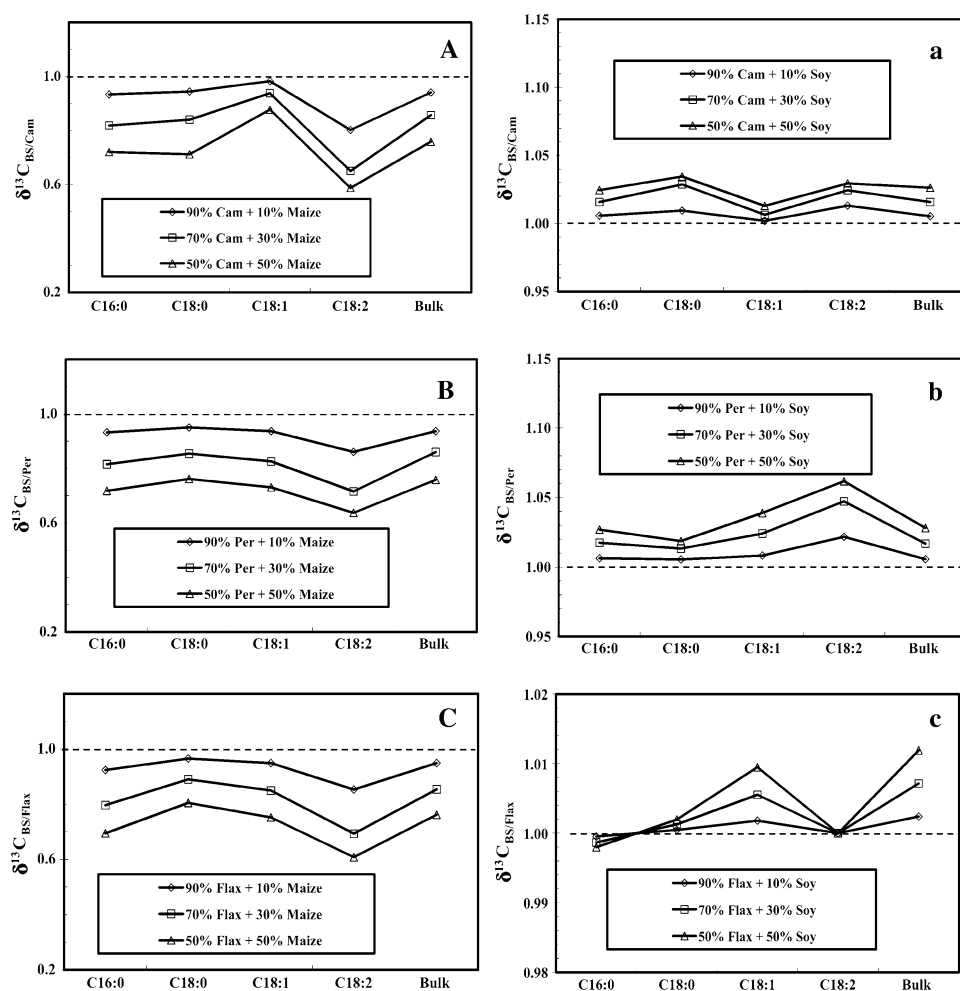 A
δ13CBS/Cam
1.0
0.6
0.2
90% Cam + 10% Maize
70% Cam + 30% Maize
50% Cam + 50% Maize
C16:0 C18:0 C18:1 C18:2 Bulk
a
δ13CBS/Cam
1.15
1.10
1.05
1.00
0.95
90% Cam + 10% Soy
70% Cam + 30% Soy
50% Cam + 50% Soy
C16:0 C18:0 C18:1 C18:2 Bulk
B
δ13CBS/Per
1.0
0.6
0.2
90% Per + 10% Maize
70% Per + 30% Maize
50% Per + 50% Maize
C16:0 C18:0 C18:1 C18:2 Bulk
b
δ13CBS/Per
1.15
1.10
1.05
1.00
0.95
90% Per + 10% Soy
70% Per + 30% Soy
50% Per + 50% Soy
C16:0 C18:0 C18:1 C18:2 Bulk
C
δ13CBS/Flax
1.0
0.6
0.2
90% Flax + 10% Maize
70% Flax + 30% Maize
50% Flax + 50% Maize
C16:0 C18:0 C18:1 C18:2 Bulk
c
δ13CBS/Flax
1.02
1.01
1.00
0.99
0.98
90% Flax + 10% Soy
70% Flax + 30% Soy
50% Flax + 50% Soy
C16:0 C18:0 C18:1 C18:2 Bulk